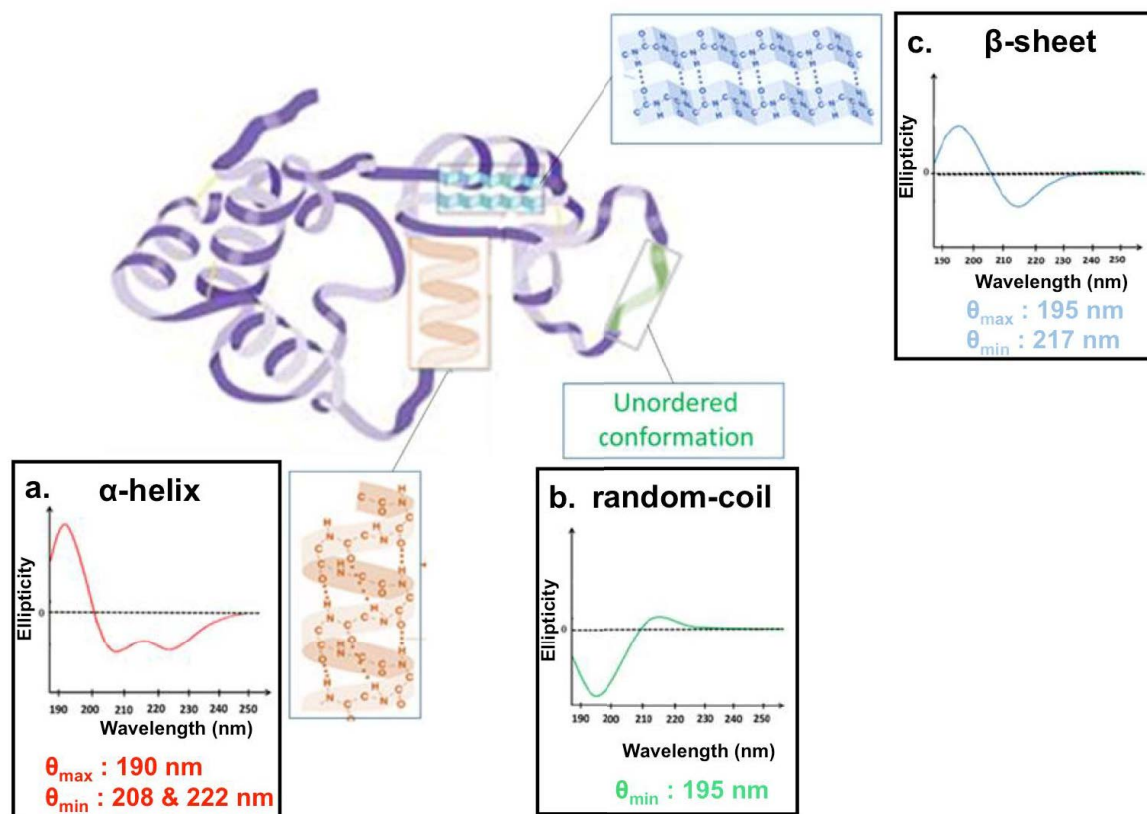 c. β-sheet
Ellipticity
0
190 200 210 220 230 240 250
Wavelength (nm)
θmax : 195 nm
θmin : 217 nm
Unordered
conformation
a. α-helix
Ellipticity
0
190 200 210 220 230 240 250
Wavelength (nm)
θmax : 190 nm
θmin : 208 & 222 nm
b. random-coil
Ellipticity
0
190 200 210 220 230 240 250
Wavelength (nm)
θmin : 195 nm